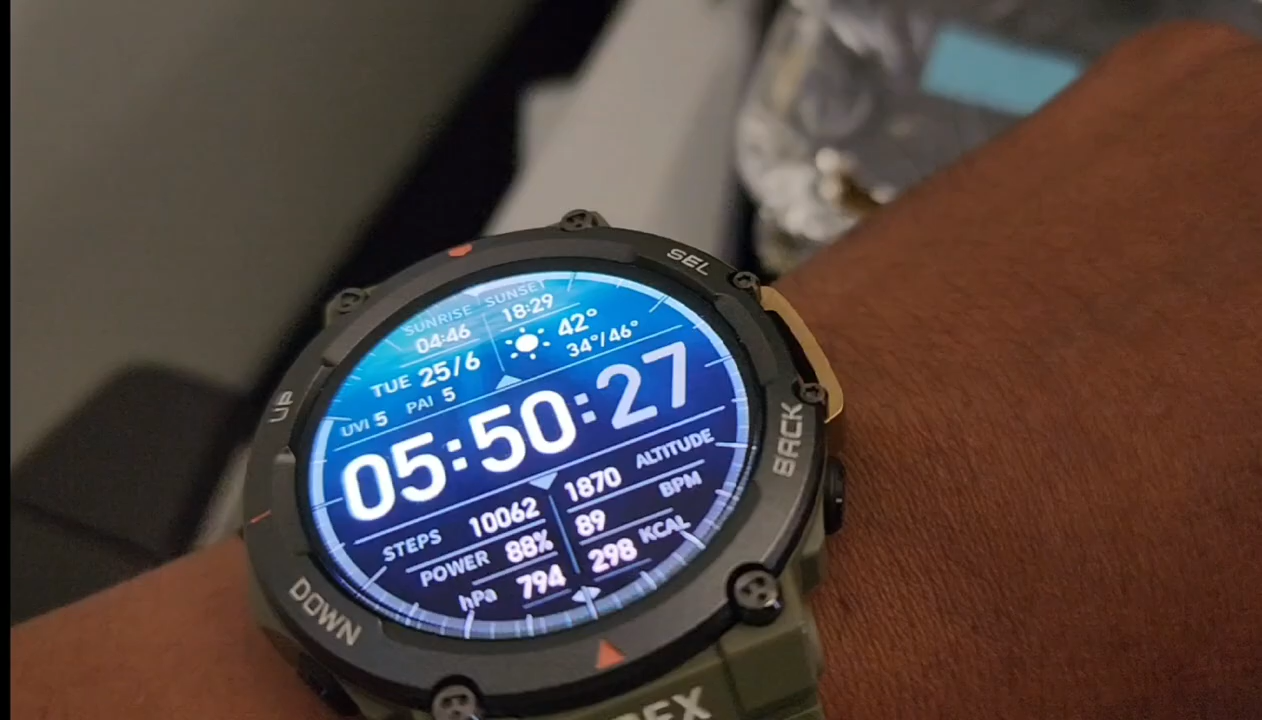 SEL
SUNRISE SUNSET
04:46 18:29
TUE 25/6 42°
34°/46°
UVI 5 PAI 5
05:50:27
STEPS 10062 1870 ALTITUDE
POWER 88% 89 BPM
hPa 794 298 KCAL
UP
BACK
DOWN